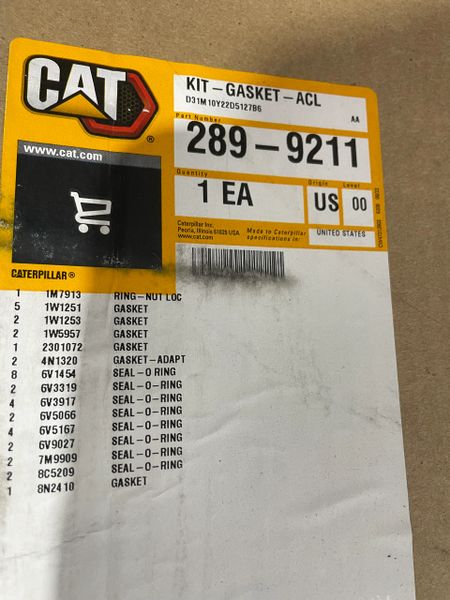 CAT
®
KIT-GASKET-ACL
D31M10Y22D5127B6
AA
Part Number
289-9211
www.cat.com
Quantity
1 EA
Origin
US
Level
00
Caterpillar Inc.
Peoria, Illinois 61629 USA
Made to Caterpillar
specifications in:
UNITED STATES
CATERPILLAR®
1 1M7913 RING-NUT LOC
5 1W1251 GASKET
2 1W1253 GASKET
2 1W5957 GASKET
1 2301072 GASKET
2 4N1320 GASKET-ADAPT
8 6V1454 SEAL-O RING
2 6V3319 SEAL-O-RING
4 6V3917 SEAL-O-RING
2 6V5066 SEAL-O-RING
4 6V5167 SEAL-O-RING
2 6V9027 SEAL-O-RING
2 7M9909 SEAL-O-RING
2 8C5209 SEAL-O-RING
1 8N2410 GASKET